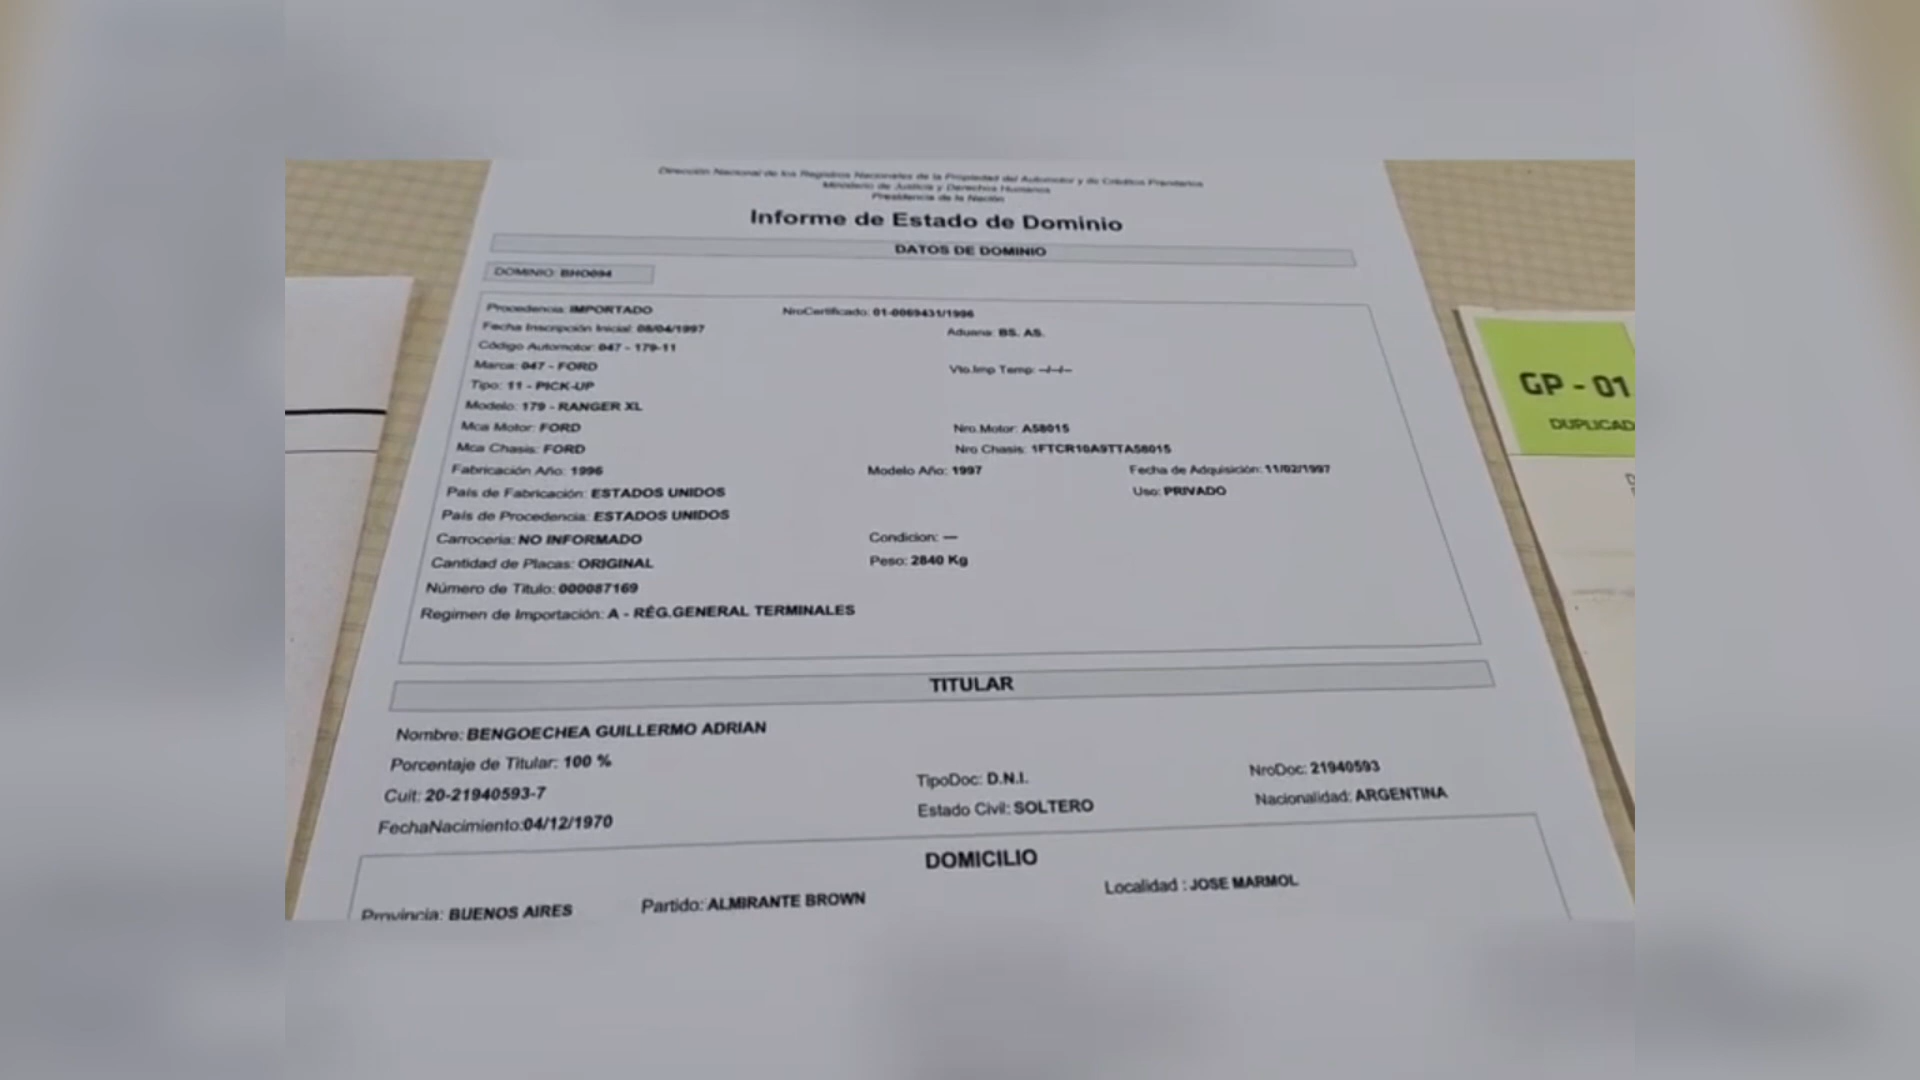 Dirección Nacional de los Registros Nacionales de la Propiedad del Automotor y de Créditos Prendarios
Ministerio de Justicia y Derechos Humanos
Presidencia de la Nación
Informe de Estado de Dominio
DATOS DE DOMINIO
DOMINIO: BHO094
Procedencia: IMPORTADO NroCertificado: 01-0069431/1996
Fecha Inscripción Inicial: 08/04/1997 Aduana: BS. AS.
Código Automotor: 047 - 179-11
Marca: 047 - FORD Vto.Imp Temp: --/--/--
Tipo: 11 - PICK-UP
Modelo: 179 - RANGER XL
Mca Motor: FORD Nro.Motor: A58015
Mca Chasis: FORD Nro Chasis: 1FTCR10A9TTA58015
Fabricación Año: 1996 Modelo Año: 1997 Fecha de Adquisición: 11/02/1997
País de Fabricación: ESTADOS UNIDOS Uso: PRIVADO
País de Procedencia: ESTADOS UNIDOS
Carroceria: NO INFORMADO Condicion: ---
Cantidad de Placas: ORIGINAL Peso: 2840 Kg
Número de Titulo: 000087169
Regimen de Importación: A - RÉG.GENERAL TERMINALES
TITULAR
Nombre: BENGOECHEA GUILLERMO ADRIAN
Porcentaje de Titular: 100 % TipoDoc: D.N.I. NroDoc: 21940593
Cuit: 20-21940593-7 Estado Civil: SOLTERO Nacionalidad: ARGENTINA
FechaNacimiento:04/12/1970
DOMICILIO
Provincia: BUENOS AIRES Partido: ALMIRANTE BROWN Localidad : JOSE MARMOL
GP - 01
DUPLICAD